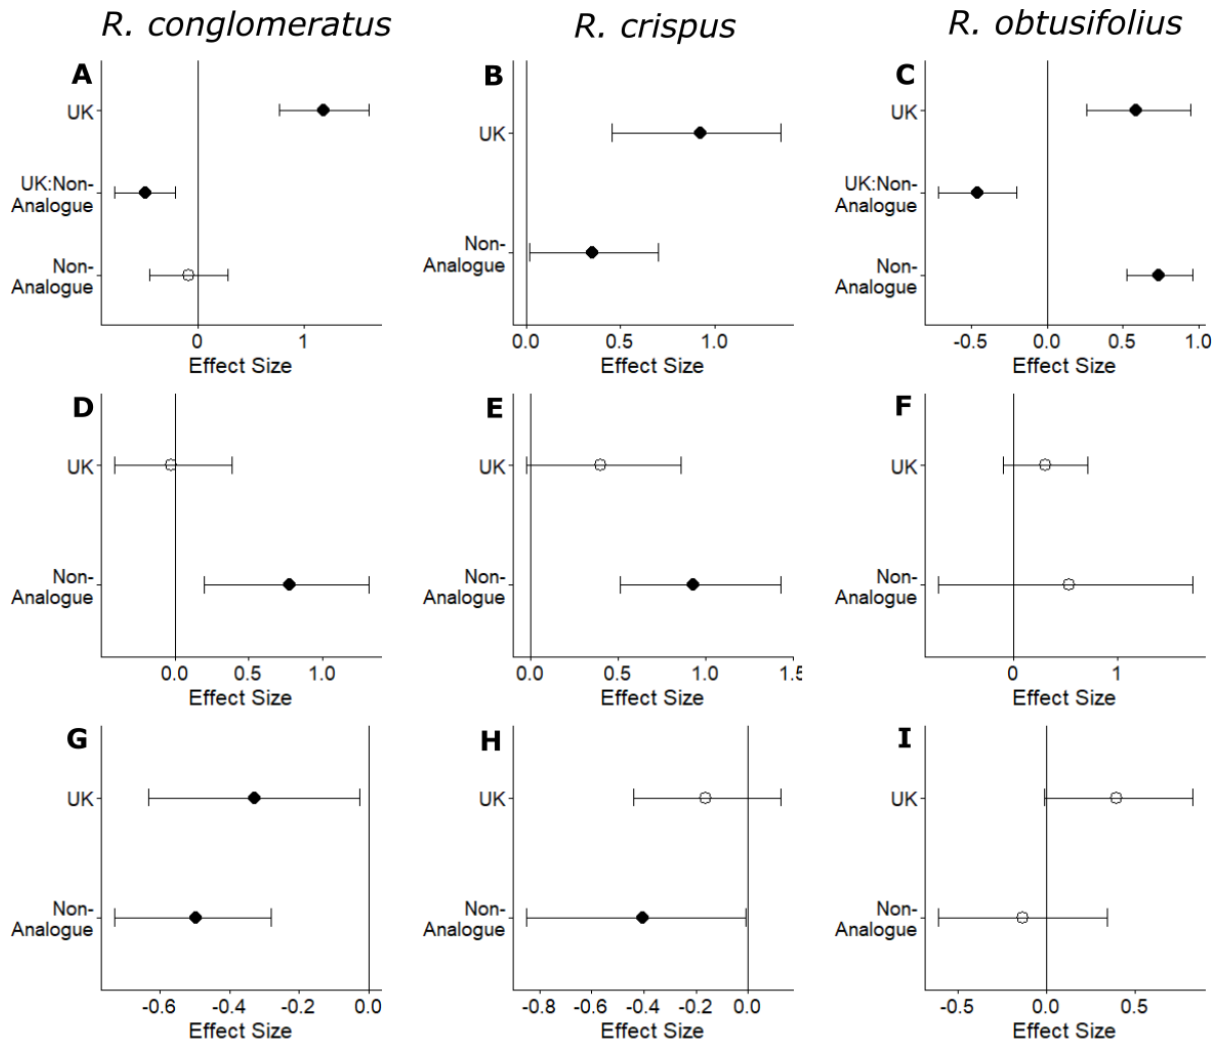 R. conglomeratus
R. crispus
R. obtusifolius
A
UK
UK:Non-
Analogue
Non-
Analogue
0
1
Effect Size
B
UK
Non-
Analogue
0.0
0.5
1.0
Effect Size
C
UK
UK:Non-
Analogue
Non-
Analogue
-0.5
0.0
0.5
1.0
Effect Size
D
UK
Non-
Analogue
0.0
0.5
1.0
Effect Size
E
UK
Non-
Analogue
0.0
0.5
1.0
1.5
Effect Size
F
UK
Non-
Analogue
0
1
Effect Size
G
UK
Non-
Analogue
-0.6
-0.4
-0.2
0.0
Effect Size
H
UK
Non-
Analogue
-0.8
-0.6
-0.4
-0.2
0.0
Effect Size
I
UK
Non-
Analogue
-0.5
0.0
0.5
Effect Size